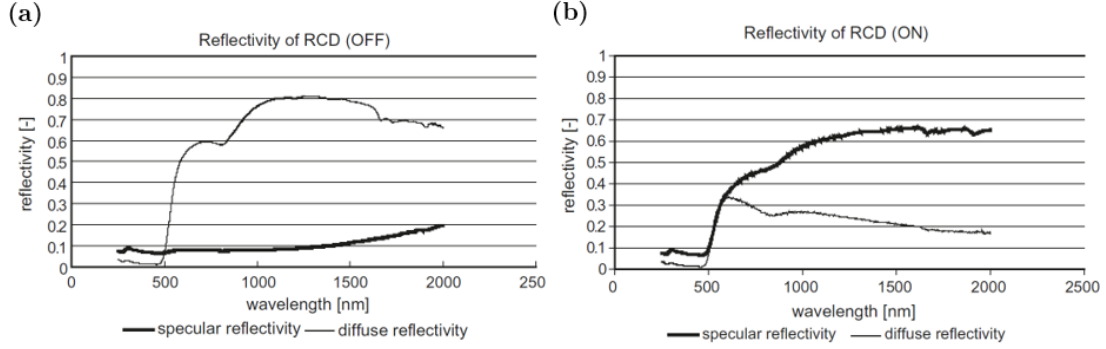 (a)
Reflectivity of RCD (OFF)
reflectivity [-]
1
0.9
0.8
0.7
0.6
0.5
0.4
0.3
0.2
0.1
0
0 500 1000 1500 2000 250
wavelength [nm]
specular reflectivity diffuse reflectivity
(b)
Reflectivity of RCD (ON)
reflectivity [-]
1
0.9
0.8
0.7
0.6
0.5
0.4
0.3
0.2
0.1
0
0 500 1000 1500 2000 2500
wavelength [nm]
specular reflectivity diffuse reflectivity